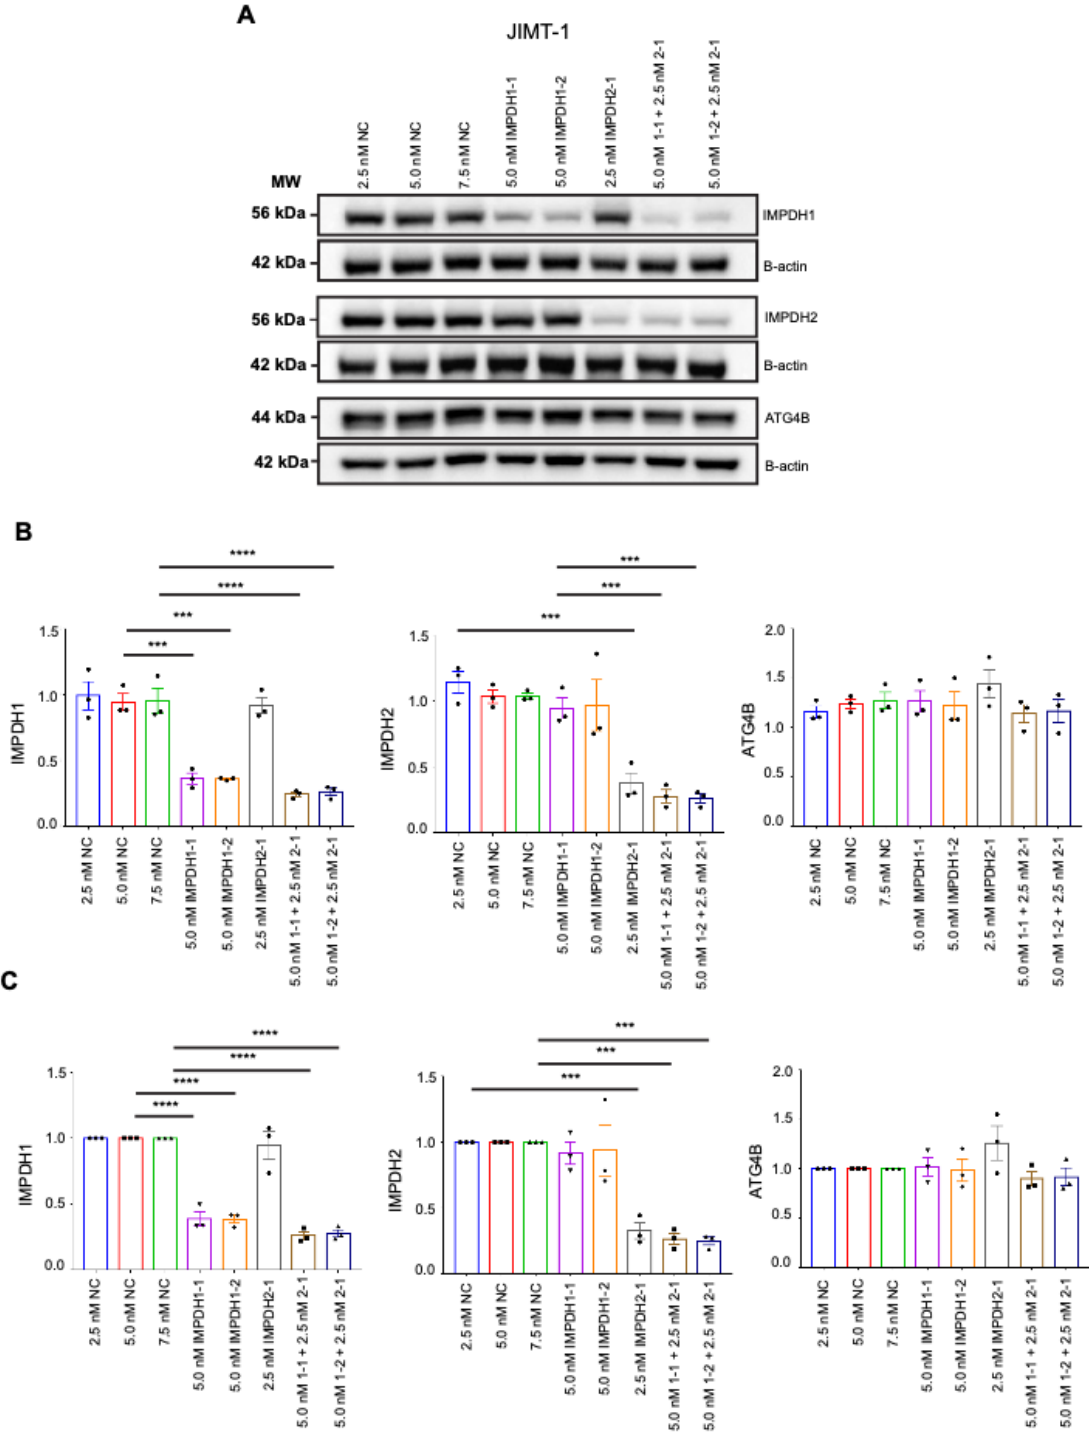 A
JIMT-1
2.5 nM NC
5.0 nM NC
7.5 nM NC
5.0 nM IMPDH1-1
5.0 nM IMPDH1-2
2.5 nM IMPDH2-1
5.0 nM 1-1 + 2.5 nM 2-1
5.0 nM 1-2 + 2.5 nM 2-1
MW
56 kDa
IMPDH1
42 kDa
B-actin
56 kDa
IMPDH2
42 kDa
B-actin
44 kDa
ATG4B
42 kDa
B-actin
B
****
****
***
***
1.5
1.0
0.5
0.0
IMPDH1
2.5 nM NC
5.0 nM NC
7.5 nM NC
5.0 nM IMPDH1-1
5.0 nM IMPDH1-2
2.5 nM IMPDH2-1
5.0 nM 1-1 + 2.5 nM 2-1
5.0 nM 1-2 + 2.5 nM 2-1
***
***
***
1.5
1.0
0.5
0.0
IMPDH2
2.5 nM NC
5.0 nM NC
7.5 nM NC
5.0 nM IMPDH1-1
5.0 nM IMPDH1-2
2.5 nM IMPDH2-1
5.0 nM 1-1 + 2.5 nM 2-1
5.0 nM 1-2 + 2.5 nM 2-1
2.0
1.5
1.0
0.5
0.0
ATG4B
2.5 nM NC
5.0 nM NC
7.5 nM NC
5.0 nM IMPDH1-1
5.0 nM IMPDH1-2
2.5 nM IMPDH2-1
5.0 nM 1-1 + 2.5 nM 2-1
5.0 nM 1-2 + 2.5 nM 2-1
C
****
****
****
****
1.5
1.0
0.5
0.0
IMPDH1
2.5 nM NC
5.0 nM NC
7.5 nM NC
5.0 nM IMPDH1-1
5.0 nM IMPDH1-2
2.5 nM IMPDH2-1
5.0 nM 1-1 + 2.5 nM 2-1
5.0 nM 1-2 + 2.5 nM 2-1
***
***
***
1.5
1.0
0.5
0.0
IMPDH2
2.5 nM NC
5.0 nM NC
7.5 nM NC
5.0 nM IMPDH1-1
5.0 nM IMPDH1-2
2.5 nM IMPDH2-1
5.0 nM 1-1 + 2.5 nM 2-1
5.0 nM 1-2 + 2.5 nM 2-1
2.0
1.5
1.0
0.5
0.0
ATG4B
2.5 nM NC
5.0 nM NC
7.5 nM NC
5.0 nM IMPDH1-1
5.0 nM IMPDH1-2
2.5 nM IMPDH2-1
5.0 nM 1-1 + 2.5 nM 2-1
5.0 nM 1-2 + 2.5 nM 2-1